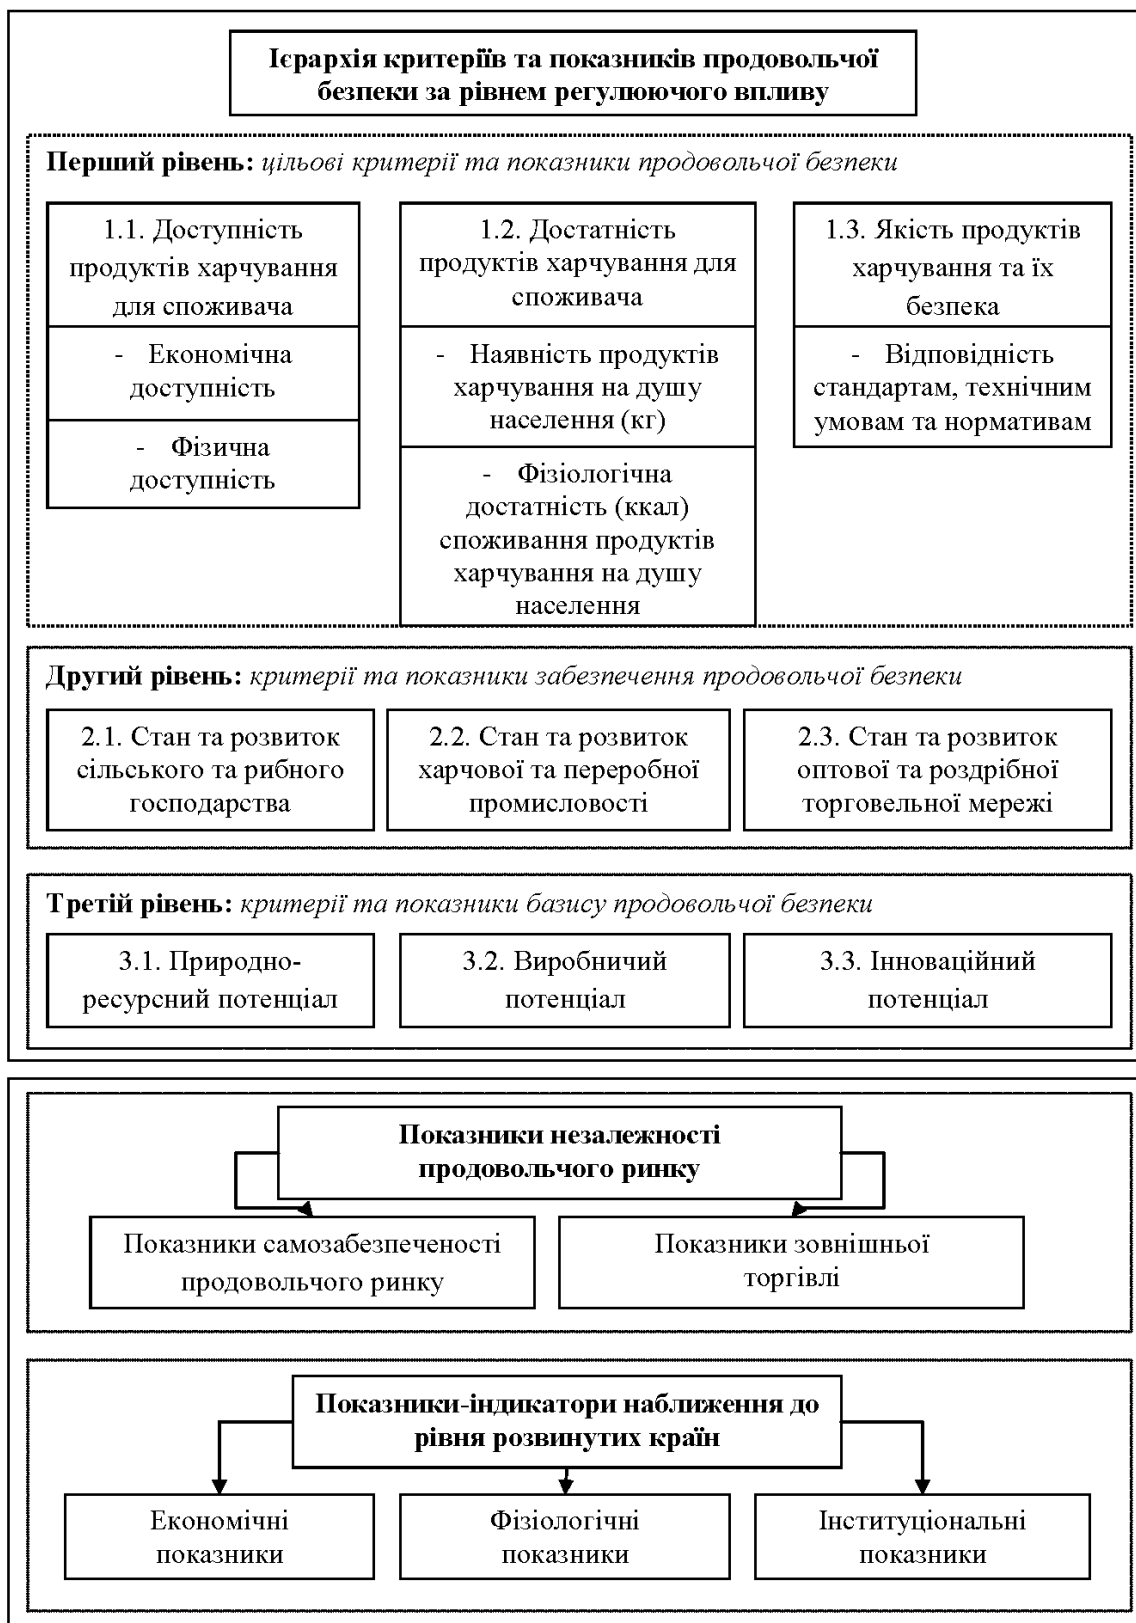 Ієрархія критеріїв та показників продовольчої
безпеки за рівнем регулюючого впливу
Перший рівень: цільові критерії та показники продовольчої безпеки
1.1. Доступність
продуктів харчування
для споживача
- Економічна
доступність
- Фізична
доступність
1.2. Достатність
продуктів харчування для
споживача
- Наявність продуктів
харчування на душу
населення (кг)
- Фізіологічна
достатність (ккал)
споживання продуктів
харчування на душу
населення
1.3. Якість продуктів
харчування та їх
безпека
- Відповідність
стандартам, технічним
умовам та нормативам
Другий рівень: критерії та показники забезпечення продовольчої безпеки
2.1. Стан та розвиток
сільського та рибного
господарства
2.2. Стан та розвиток
харчової та переробної
промисловості
2.3. Стан та розвиток
оптової та роздрібної
торговельної мережі
Третій рівень: критерії та показники базису продовольчої безпеки
3.1. Природно-
ресурсний потенціал
3.2. Виробничий
потенціал
3.3. Інноваційний
потенціал
Показники незалежності
продовольчого ринку
Показники самозабезпеченості
продовольчого ринку
Показники зовнішньої
торгівлі
Показники-індикатори наближення до
рівня розвинутих країн
Економічні
показники
Фізіологічні
показники
Інституціональні
показники